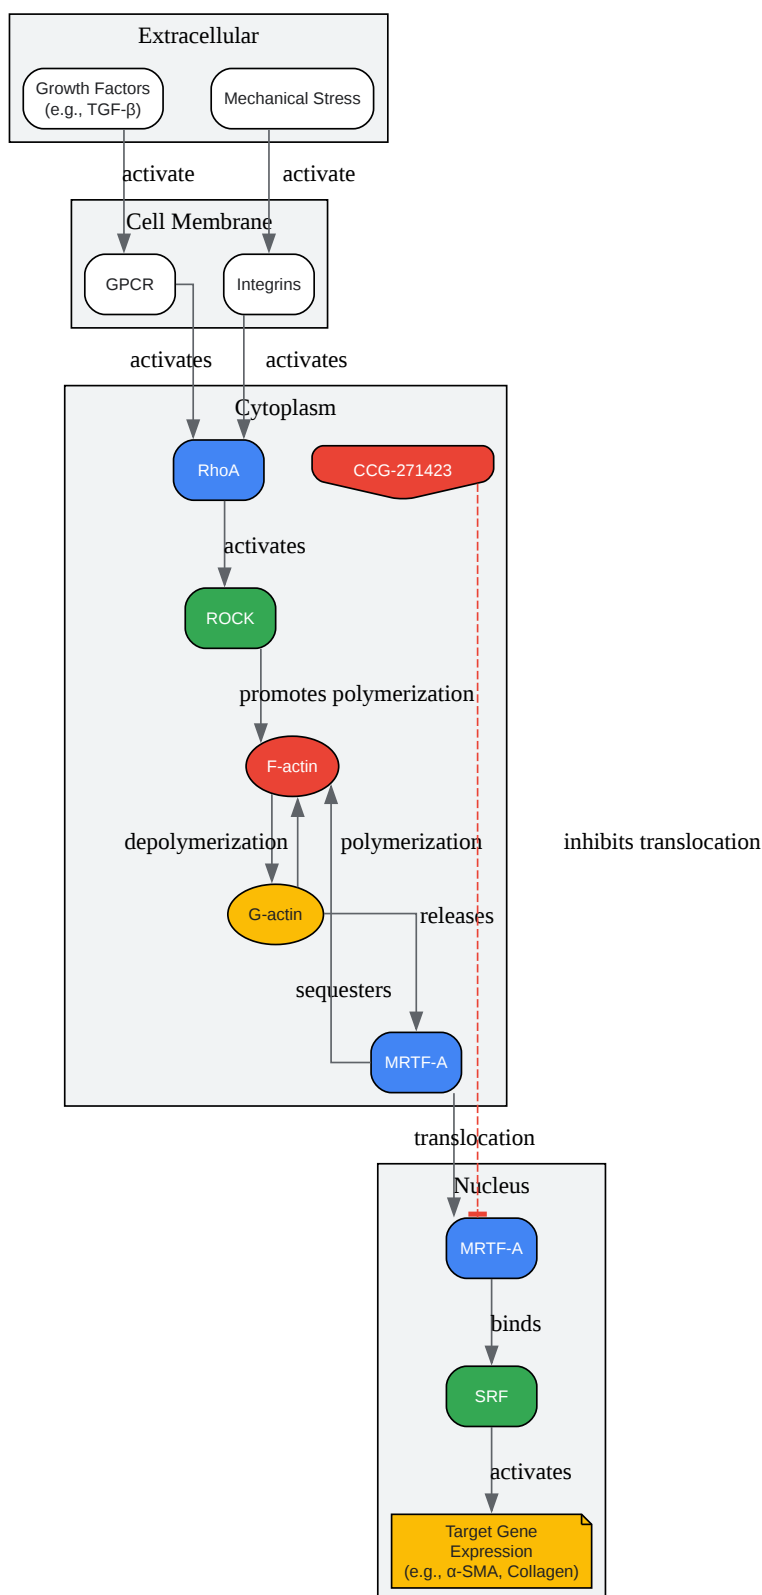 Extracellular
Growth Factors
(e.g., TGF-β)
Mechanical Stress
activate
activate
Cell Membrane
GPCR
Integrins
activates
activates
Cytoplasm
RhoA
CCG-271423
activates
ROCK
promotes polymerization
F-actin
depolymerization
polymerization
inhibits translocation
G-actin
releases
sequesters
MRTF-A
translocation
Nucleus
MRTF-A
binds
SRF
activates
Target Gene
Expression
(e.g., α-SMA, Collagen)